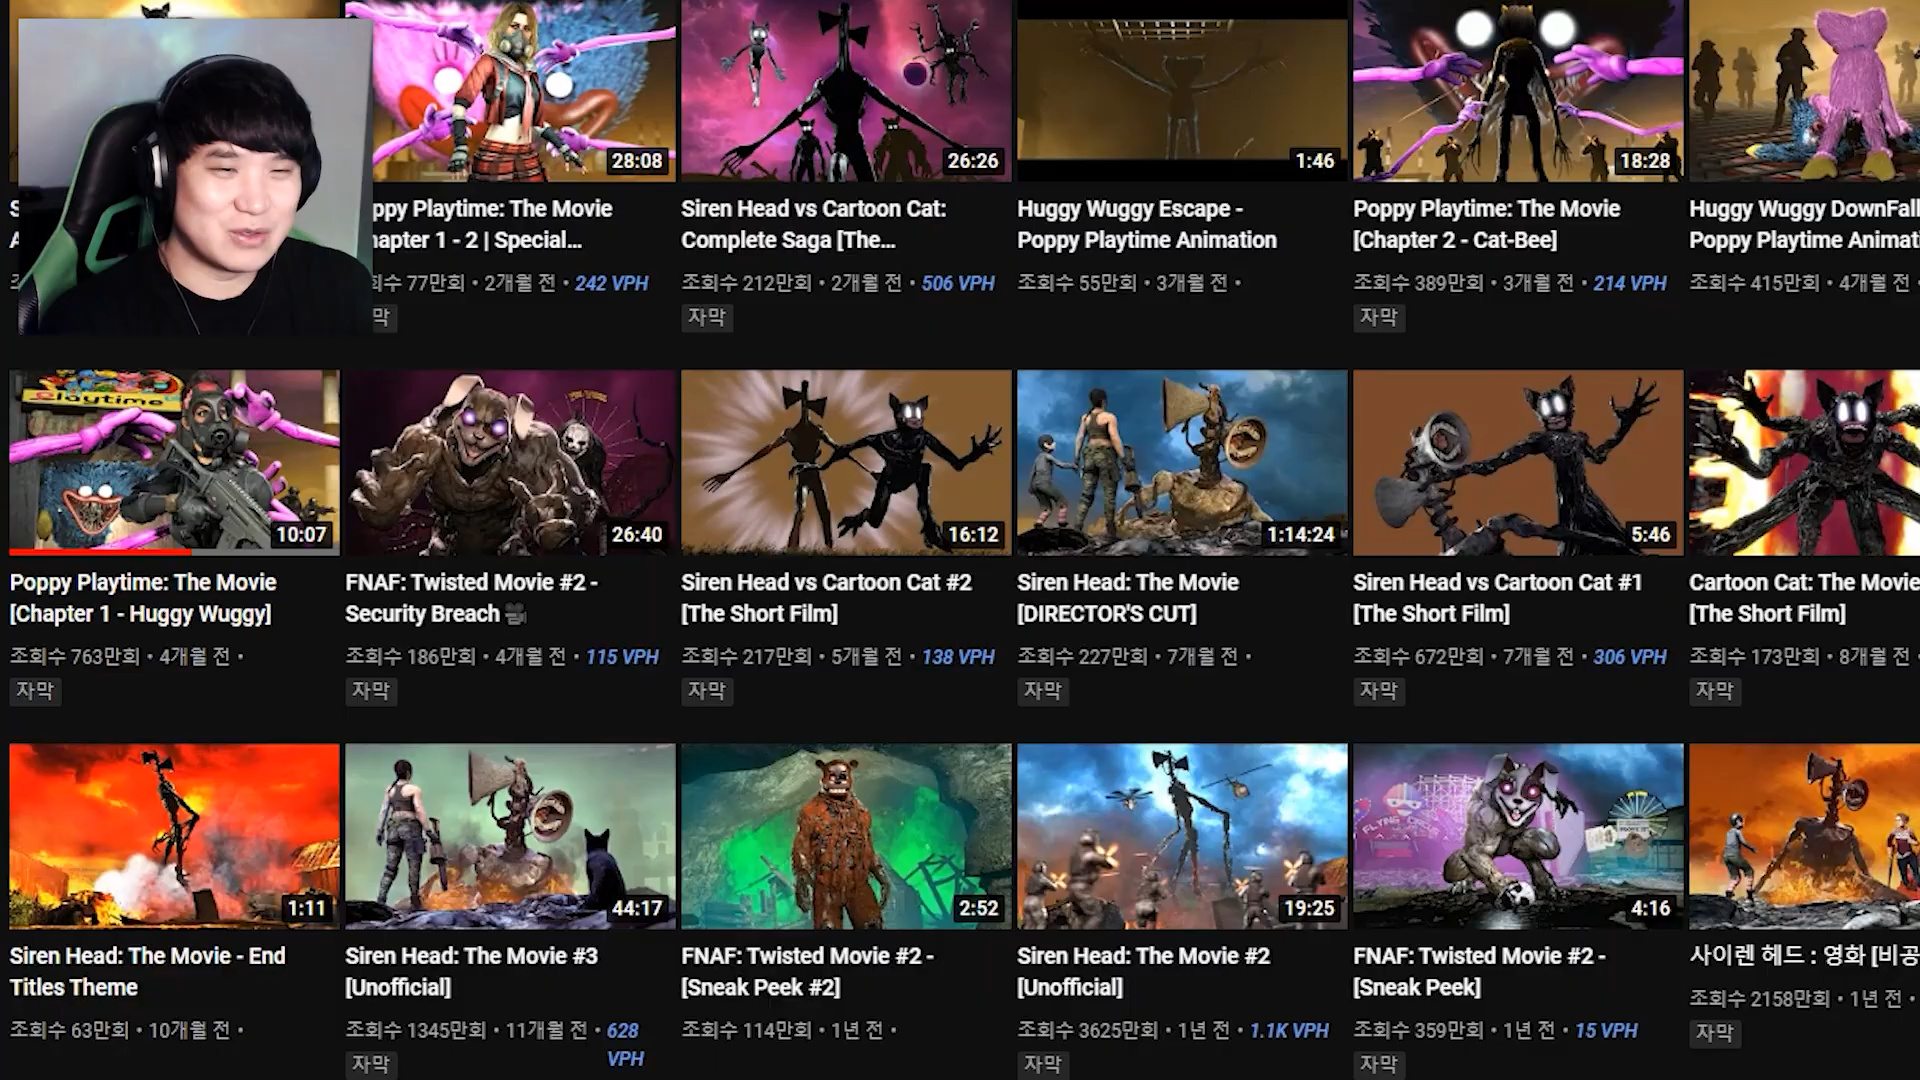 28:08
26:26
1:46
18:28
ppy Playtime: The Movie
hapter 1 - 2 | Special...
조회수 77만회 • 2개월 전 • 242 VPH
막
Siren Head vs Cartoon Cat:
Complete Saga [The...
조회수 212만회 • 2개월 전 • 506 VPH
자막
Huggy Wuggy Escape -
Poppy Playtime Animation
조회수 55만회 • 3개월 전 •
Poppy Playtime: The Movie
[Chapter 2 - Cat-Bee]
조회수 389만회 • 3개월 전 • 214 VPH
자막
Huggy Wuggy DownFall
Poppy Playtime Animati
조회수 415만회 • 4개월 전
Playtime
10:07
26:40
16:12
1:14:24
5:46
Poppy Playtime: The Movie
[Chapter 1 - Huggy Wuggy]
조회수 763만회 • 4개월 전 •
자막
FNAF: Twisted Movie #2 -
Security Breach
조회수 186만회 • 4개월 전 • 115 VPH
자막
Siren Head vs Cartoon Cat #2
[The Short Film]
조회수 217만회 • 5개월 전 • 138 VPH
자막
Siren Head: The Movie
[DIRECTOR'S CUT]
조회수 227만회 • 7개월 전 •
자막
Siren Head vs Cartoon Cat #1
[The Short Film]
조회수 672만회 • 7개월 전 • 306 VPH
자막
Cartoon Cat: The Movie
[The Short Film]
조회수 173만회 • 8개월 전
자막
1:11
44:17
2:52
19:25
FLYING CIRCUS
4:16
Siren Head: The Movie - End
Titles Theme
조회수 63만회 • 10개월 전 •
Siren Head: The Movie #3
[Unofficial]
조회수 1345만회 • 11개월 전 • 628
VPH
자막
FNAF: Twisted Movie #2 -
[Sneak Peek #2]
조회수 114만회 • 1년 전 •
Siren Head: The Movie #2
[Unofficial]
조회수 3625만회 • 1년 전 • 1.1K VPH
자막
FNAF: Twisted Movie #2 -
[Sneak Peek]
조회수 359만회 • 1년 전 • 15 VPH
자막
사이렌 헤드 : 영화 [비공
조회수 2158만회 • 1년 전 •
자막